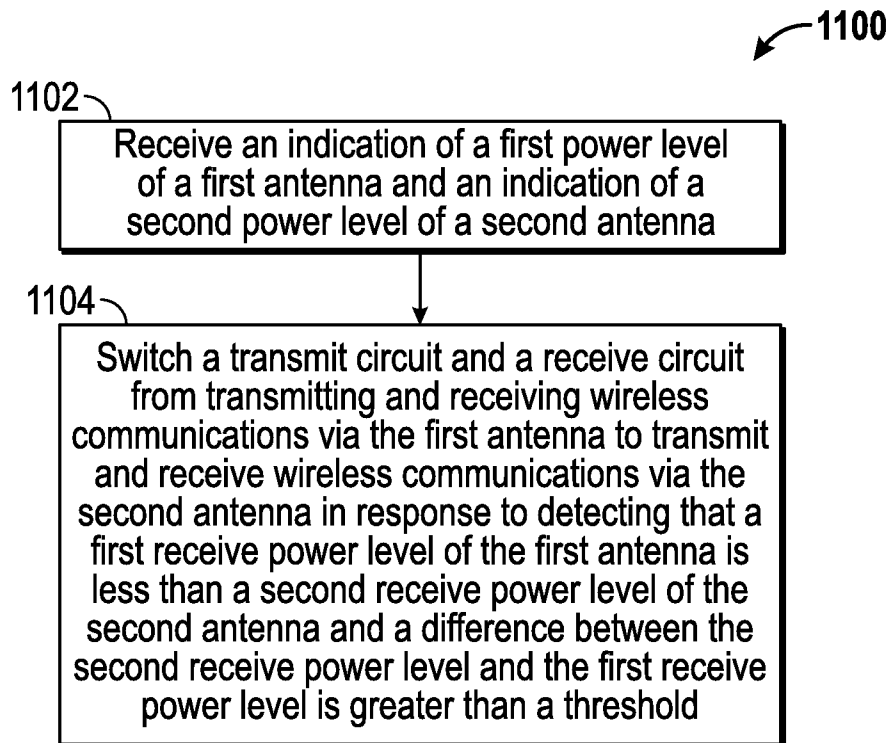 1100
1102
Receive an indication of a first power level
of a first antenna and an indication of a
second power level of a second antenna
1104
Switch a transmit circuit and a receive circuit
from transmitting and receiving wireless
communications via the first antenna to transmit
and receive wireless communications via the
second antenna in response to detecting that a
first receive power level of the first antenna is
less than a second receive power level of the
second antenna and a difference between the
second receive power level and the first receive
power level is greater than a threshold